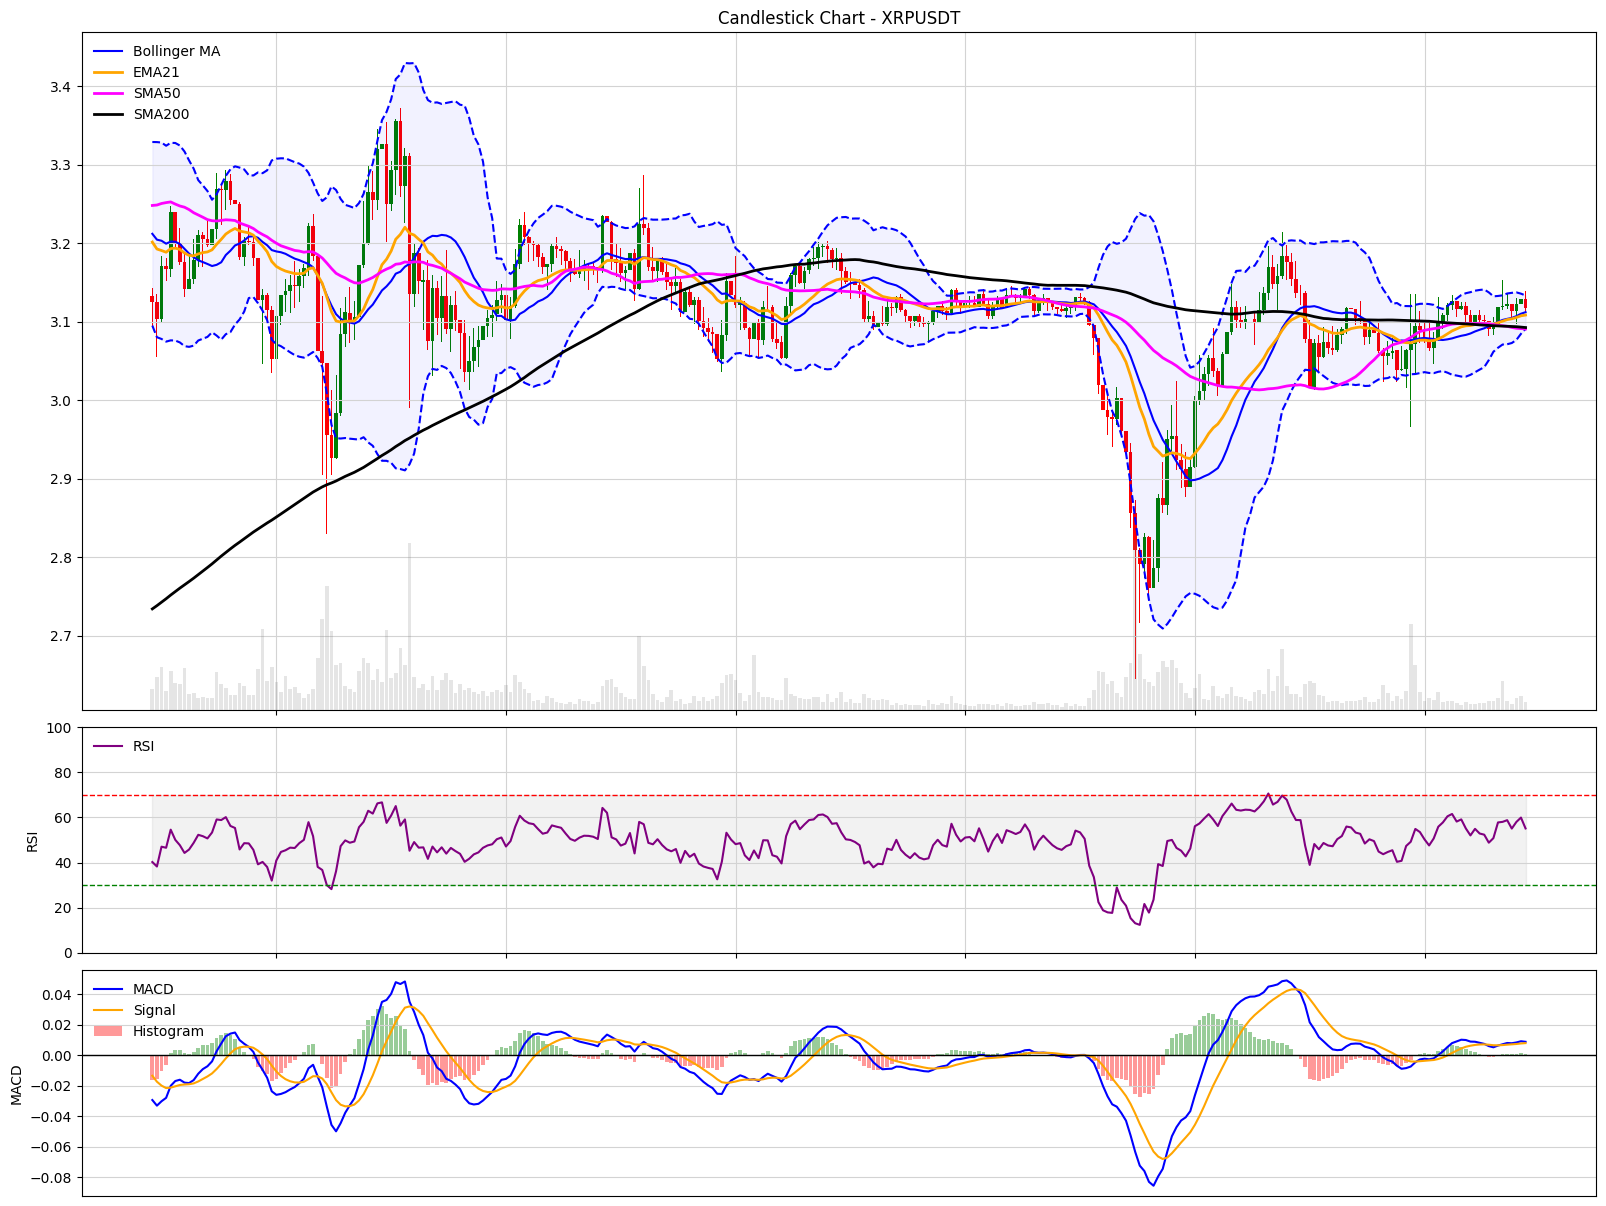 Candlestick Chart - XRPUSDT
Bollinger MA
EMA21
SMA50
SMA200
3.4
3.3
3.2
3.1
3.0
2.9
2.8
2.7
RSI
100
80
60
40
20
0
RSI
MACD
Signal
Histogram
0.04
0.02
0.00
−0.02
−0.04
−0.06
−0.08
MACD